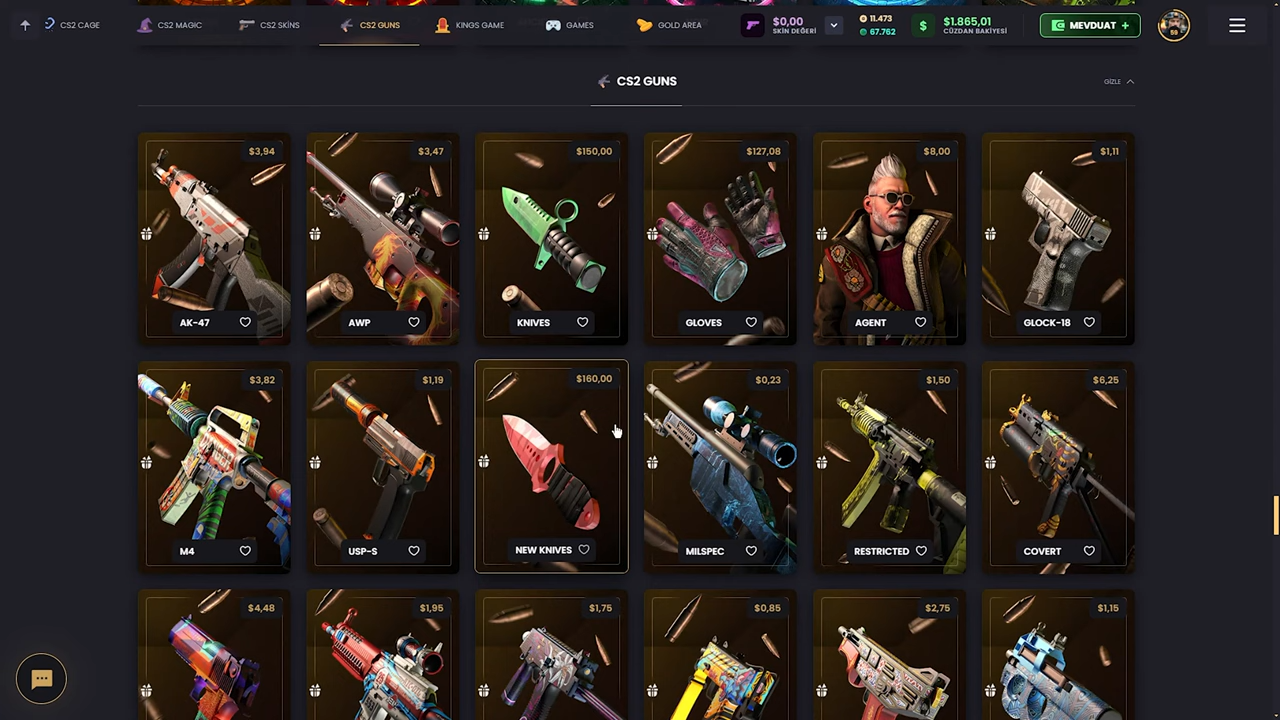 CS2 CAGE
CS2 MAGIC
CS2 SKİNS
CS2 GUNS
KINGS GAME
GAMES
GOLD AREA
$0,00
SKİN DEĞERİ
11.473
67.762
$
$1.865,01
CÜZDAN BAKİYESİ
MEVDUAT +
59
CS2 GUNS
GİZLE
$3,94
$3,47
$150,00
$127,08
$8,00
$1,11
AK-47
AWP
KNIVES
GLOVES
AGENT
GLOCK-18
$3,82
$1,19
$160,00
$0,23
$1,50
$6,25
M4
USP-S
NEW KNIVES
MILSPEC
RESTRICTED
COVERT
$4,48
$1,95
$1,75
$0,85
$2,75
$1,15